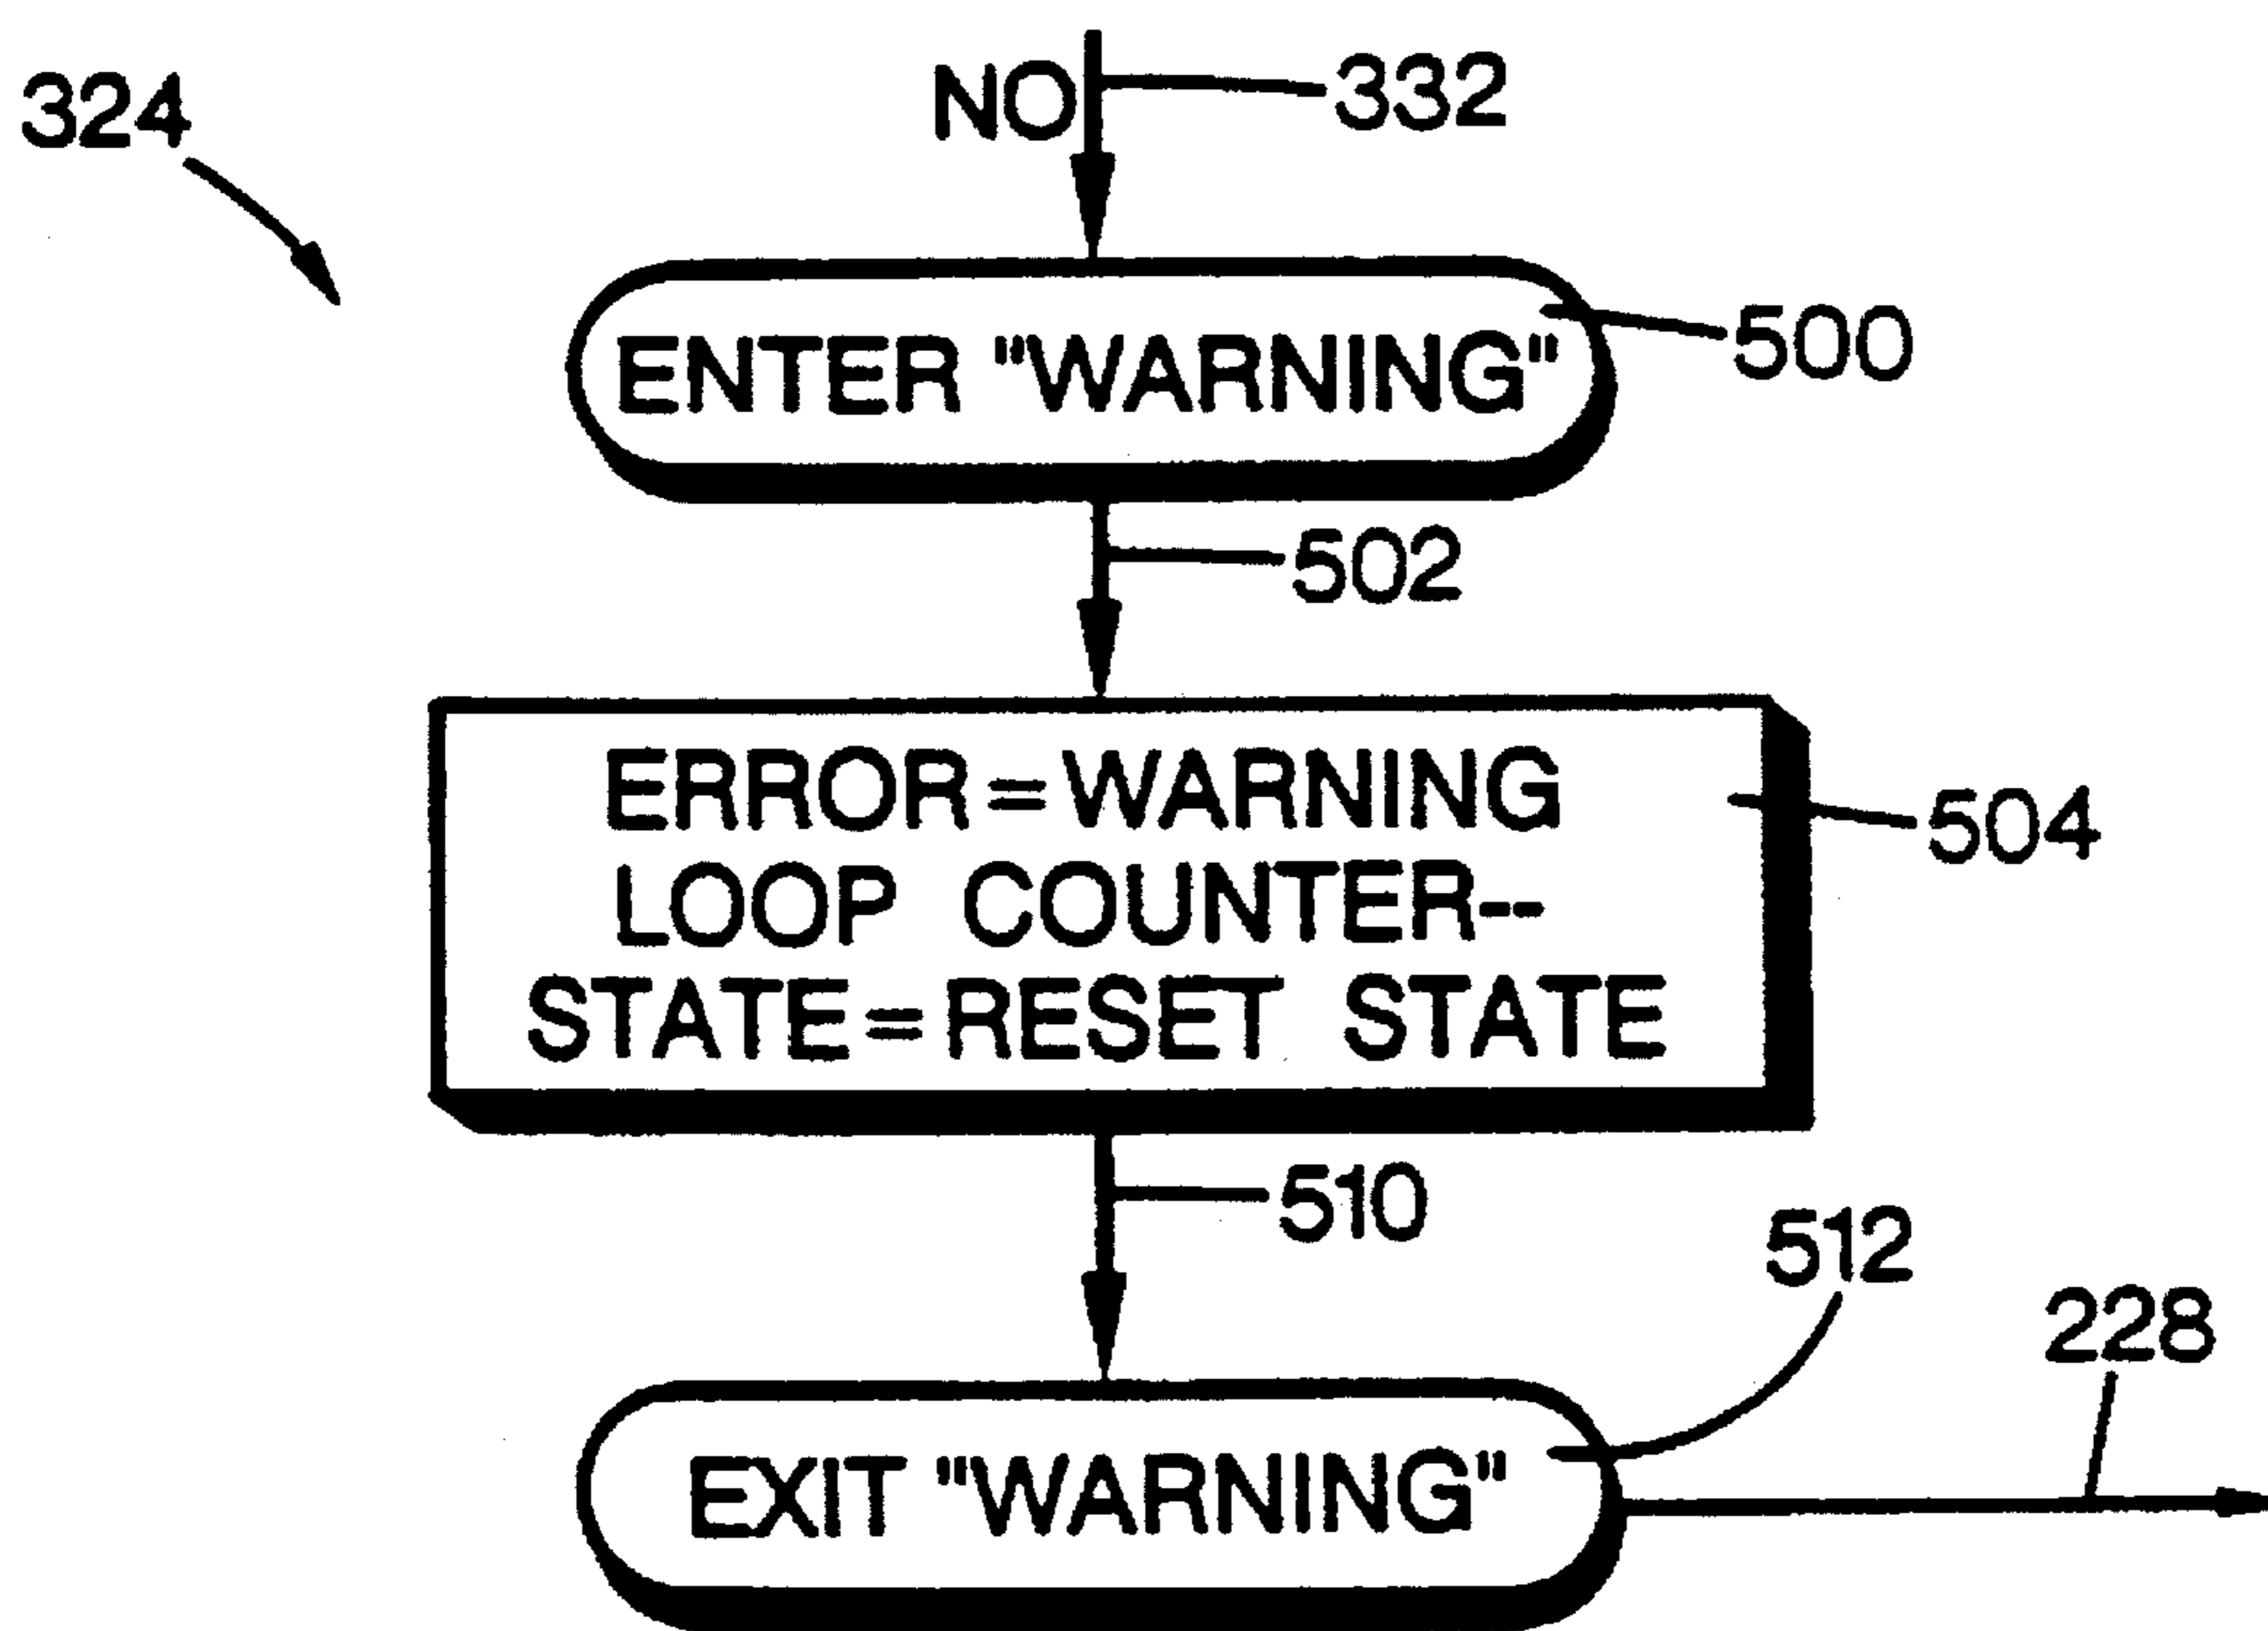 324
NO
332
ENTER "WARNING"
500
502
ERROR=WARNING
LOOP COUNTER--
STATE=RESET STATE
504
510
512
228
EXIT "WARNING"